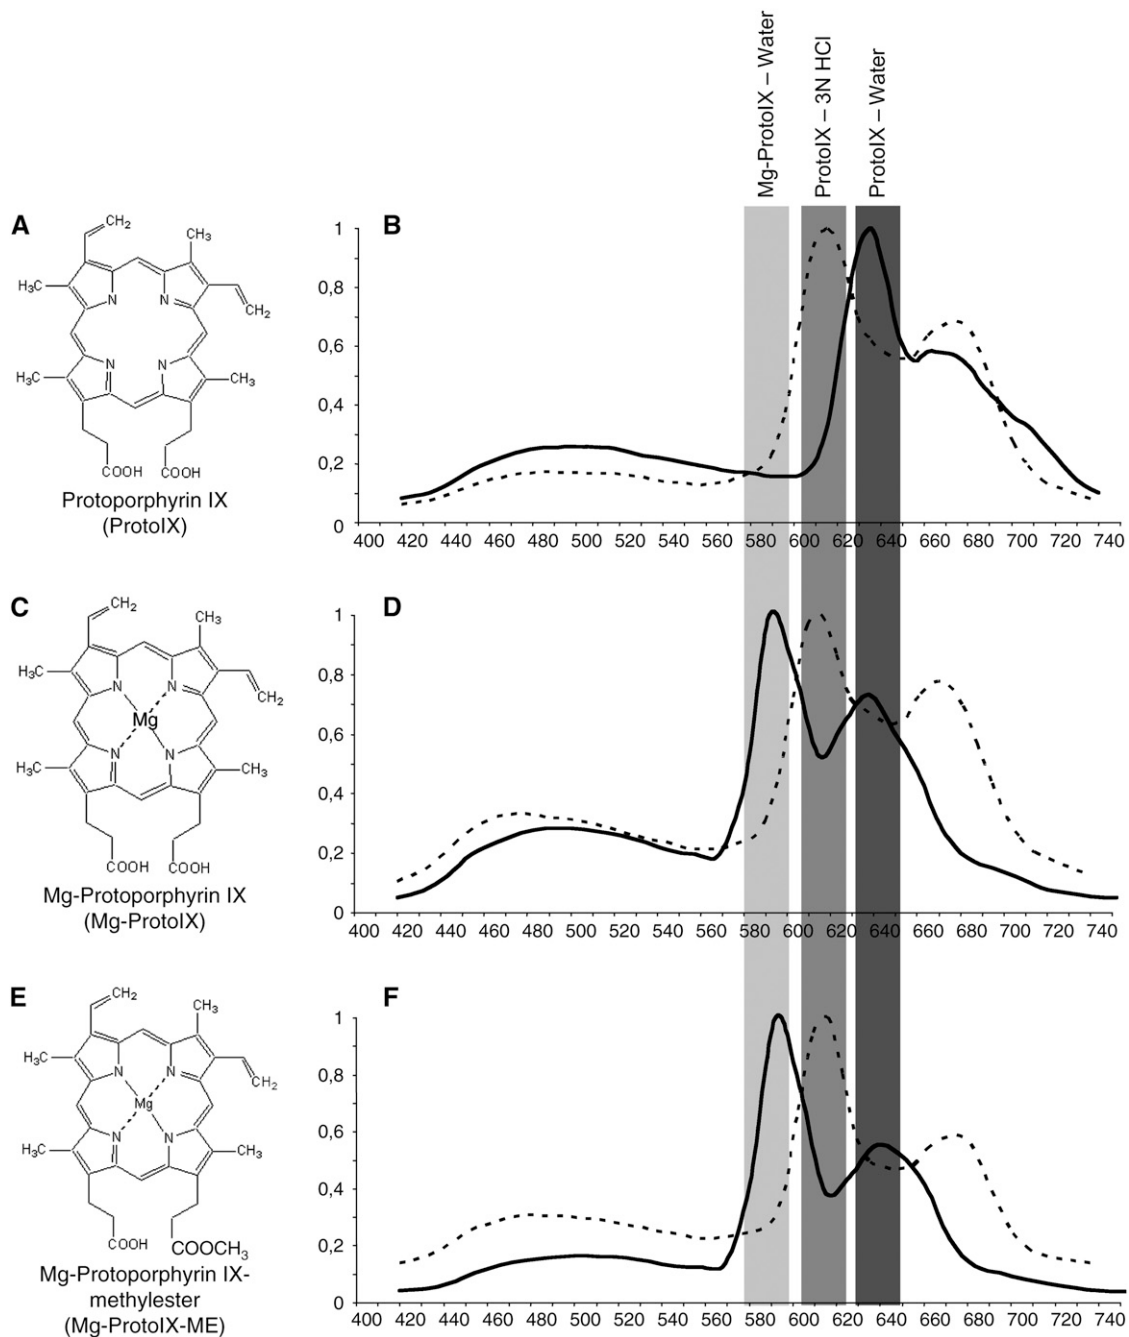 Mg-ProtoIX – Water
ProtoIX – 3N HCl
ProtoIX – Water
A
CH2
CH3
H3C
N
N
CH2
N
N
H3C
CH3
COOH
COOH
Protoporphyrin IX
(ProtoIX)
B
1
0,8
0,6
0,4
0,2
0
400 420 440 460 480 500 520 540 560 580 600 620 640 660 680 700 720 740
C
CH2
CH3
H3C
N
N
CH2
Mg
N
N
H3C
CH3
COOH
COOH
Mg-Protoporphyrin IX
(Mg-ProtoIX)
D
1
0,8
0,6
0,4
0,2
0
400 420 440 460 480 500 520 540 560 580 600 620 640 660 680 700 720 740
E
CH2
CH3
H3C
N
N
CH2
Mg
N
N
H3C
CH3
COOH
COOCH3
Mg-Protoporphyrin IX-
methylester
(Mg-ProtoIX-ME)
F
1
0,8
0,6
0,4
0,2
0
400 420 440 460 480 500 520 540 560 580 600 620 640 660 680 700 720 740